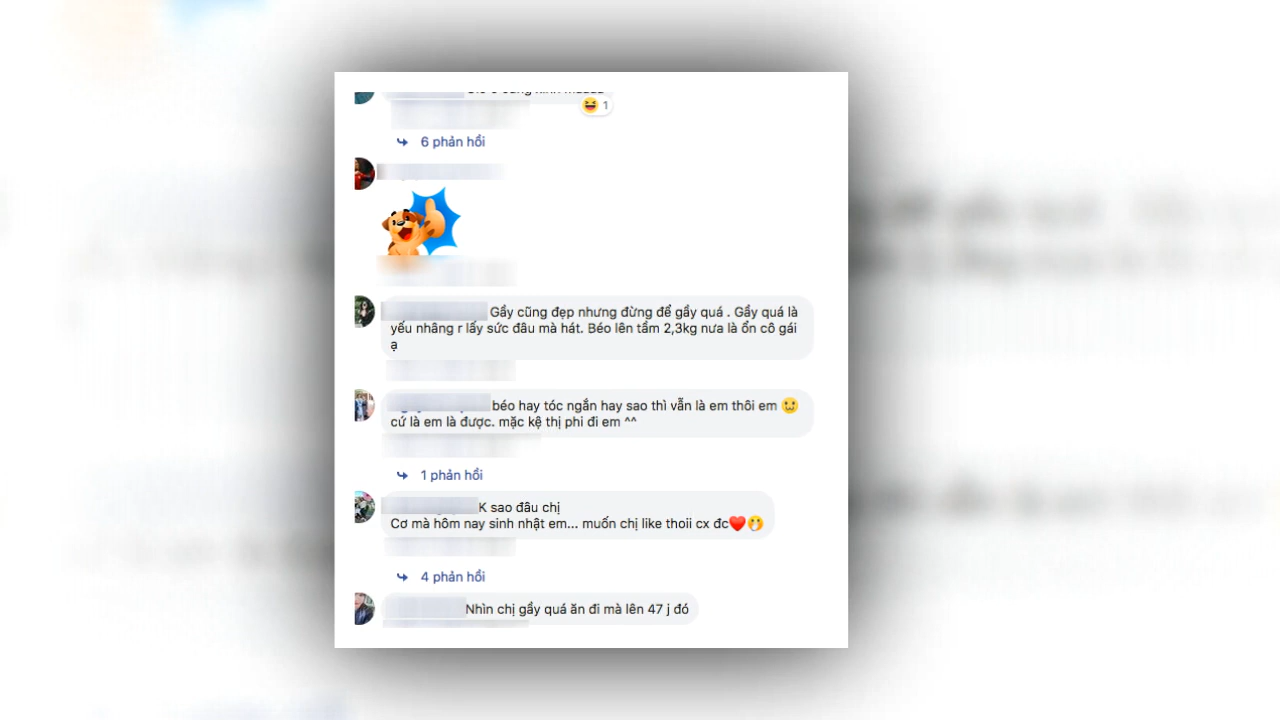 1
6 phản hồi
Gầy cũng đẹp nhưng đừng để gầy quá . Gầy quá là
yếu nhâng r lấy sức đâu mà hát. Béo lên tầm 2,3kg nưa là ổn cô gái
ạ
béo hay tóc ngắn hay sao thì vẫn là em thôi em
cứ là em là được. mặc kệ thị phi đi em ^^
1 phản hồi
K sao đâu chị
Cơ mà hôm nay sinh nhật em... muốn chị like thoii cx đc
4 phản hồi
Nhìn chị gầy quá ăn đi mà lên 47 j đó